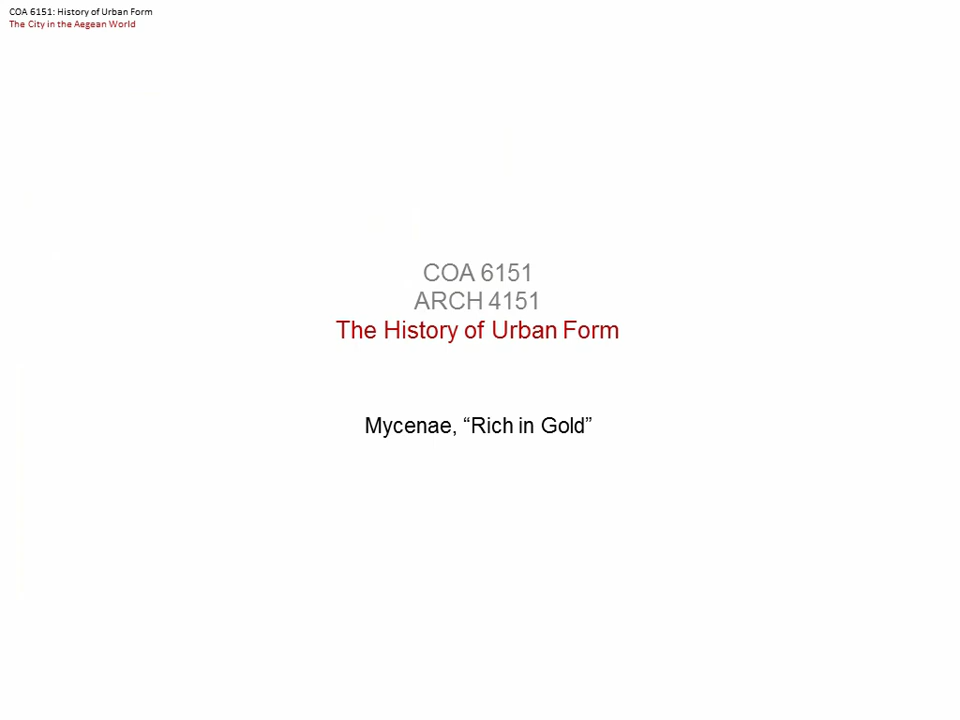 COA 6151: History of Urban Form
The City in the Aegean World
COA 6151
ARCH 4151
The History of Urban Form
Mycenae, “Rich in Gold”